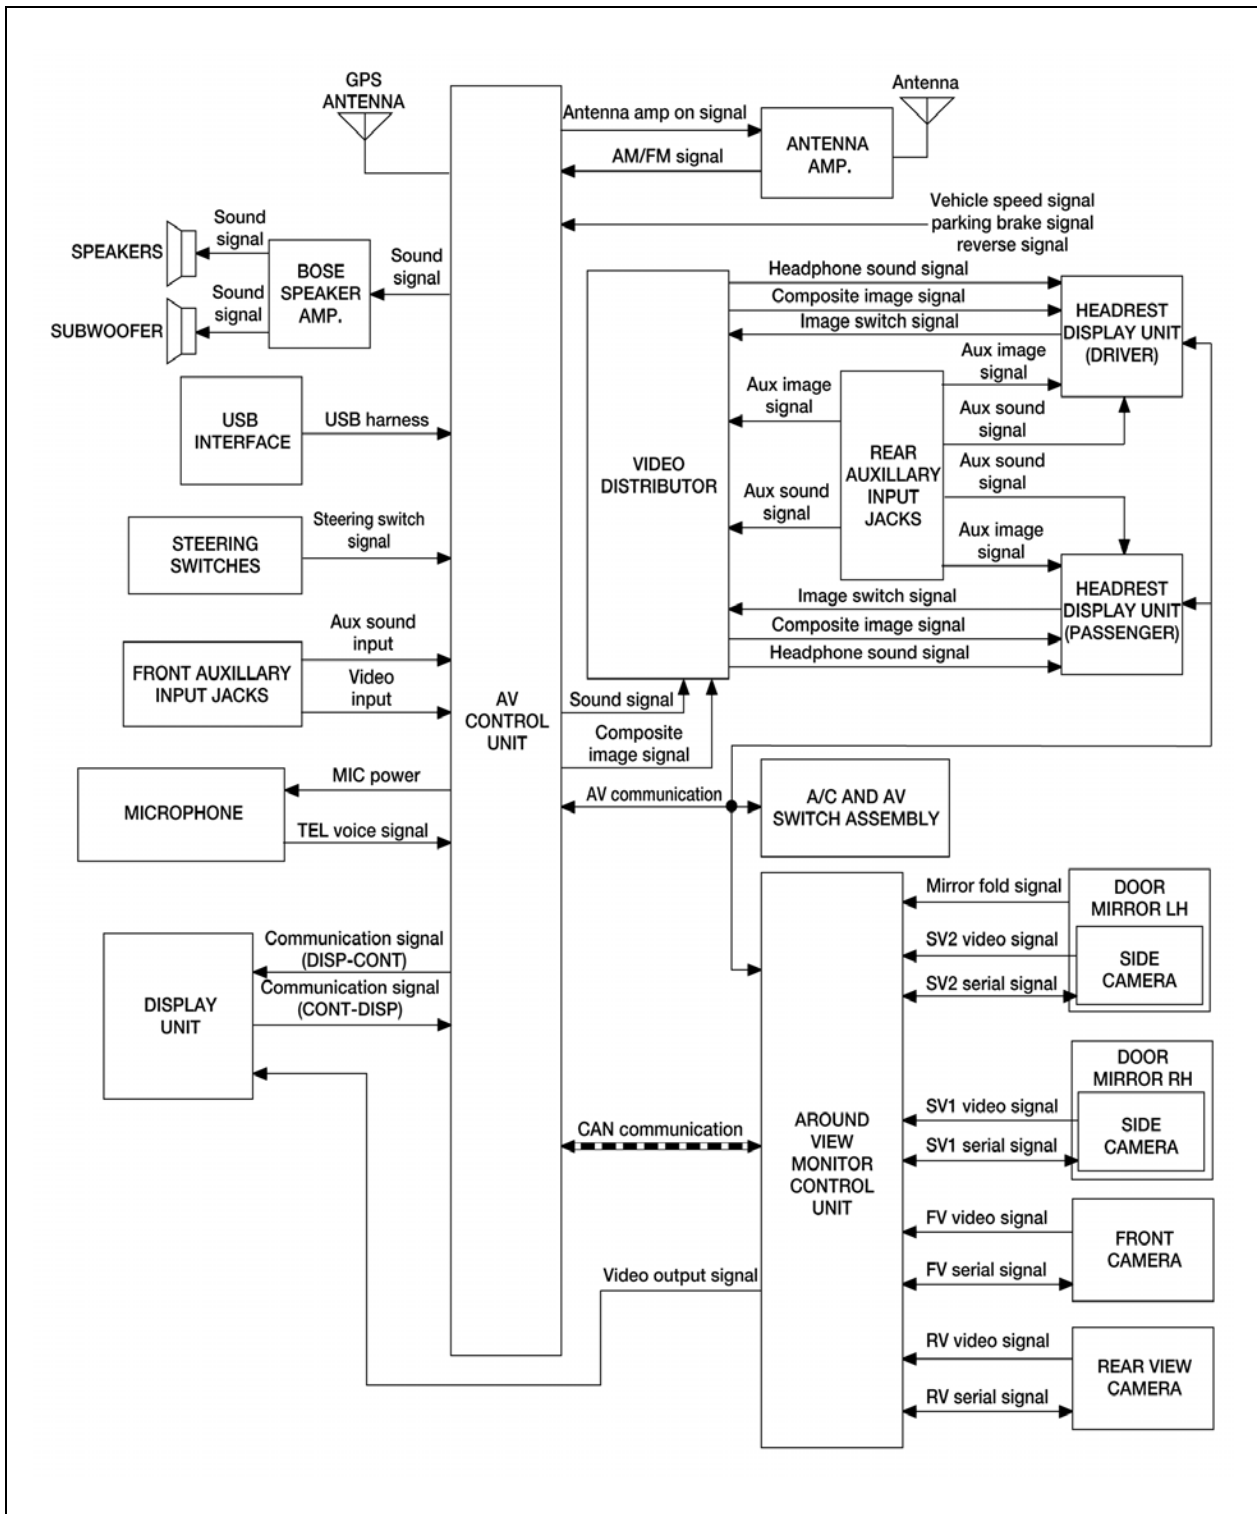 GPS
ANTENNA
Antenna
Antenna amp on signal
ANTENNA
AMP.
AM/FM signal
Vehicle speed signal
parking brake signal
reverse signal
SPEAKERS
Sound
signal
SUBWOOFER
Sound
signal
BOSE
SPEAKER
AMP.
Sound
signal
Headphone sound signal
Composite image signal
Image switch signal
HEADREST
DISPLAY UNIT
(DRIVER)
Aux image
signal
Aux image
signal
Aux sound
signal
USB
INTERFACE
USB harness
VIDEO
DISTRIBUTOR
REAR
AUXILLARY
INPUT
JACKS
Aux sound
signal
Aux sound
signal
Aux image
signal
STEERING
SWITCHES
Steering switch
signal
Image switch signal
Composite image signal
Headphone sound signal
HEADREST
DISPLAY UNIT
(PASSENGER)
FRONT AUXILLARY
INPUT JACKS
Aux sound
input
Video
input
AV
CONTROL
UNIT
Sound signal
Composite
image signal
MICROPHONE
MIC power
TEL voice signal
AV communication
A/C AND AV
SWITCH ASSEMBLY
DISPLAY
UNIT
Communication signal
(DISP-CONT)
Communication signal
(CONT-DISP)
Mirror fold signal
DOOR
MIRROR LH
SV2 video signal
SIDE
CAMERA
SV2 serial signal
CAN communication
AROUND
VIEW
MONITOR
CONTROL
UNIT
DOOR
MIRROR RH
SV1 video signal
SIDE
CAMERA
SV1 serial signal
FV video signal
FRONT
CAMERA
FV serial signal
Video output signal
RV video signal
REAR VIEW
CAMERA
RV serial signal